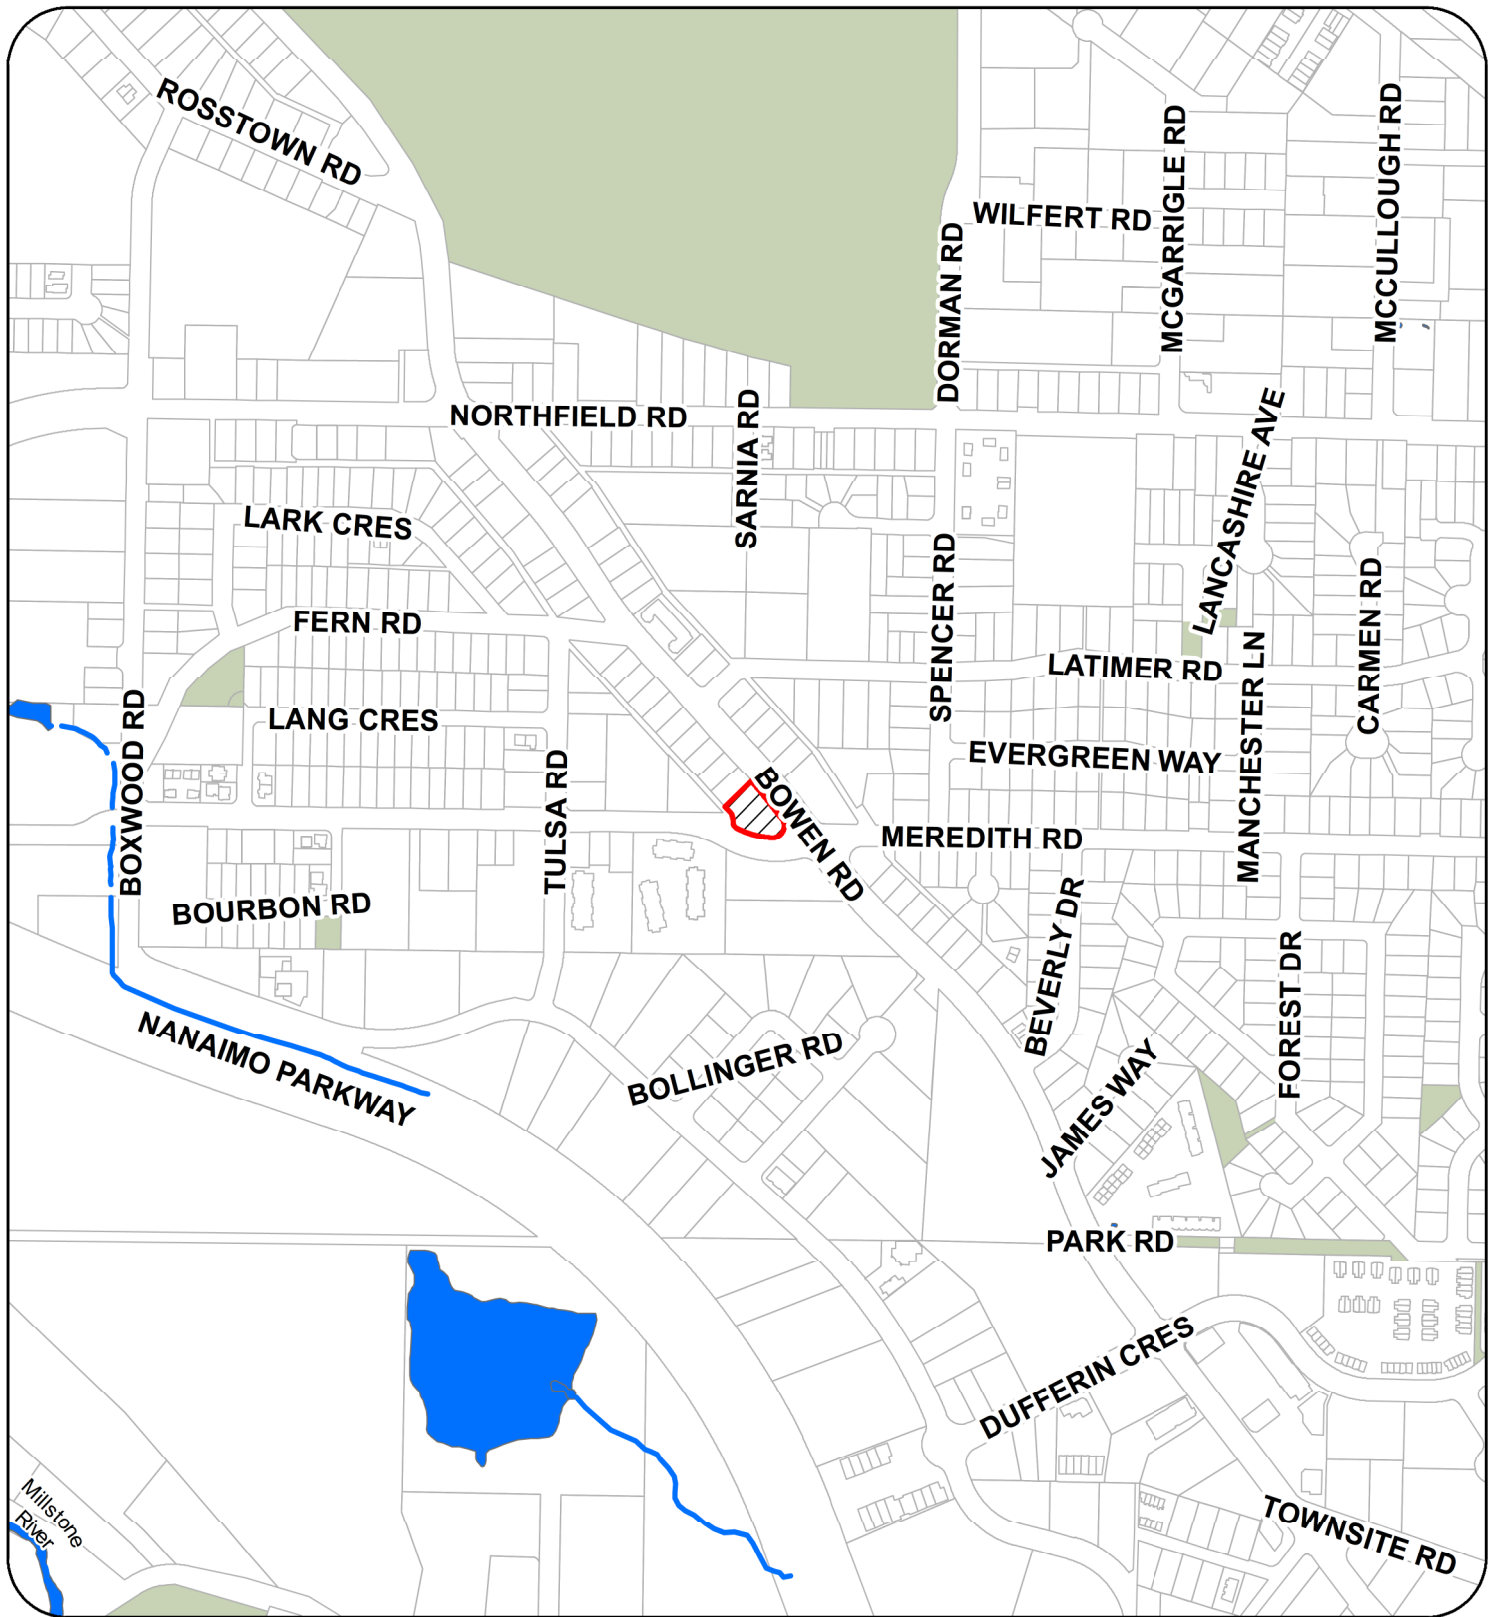 ROSSTOWN RD
MCCULLOUGH RD
MCGARRIGLE RD
WILFERT RD
DORMAN RD
NORTHFIELD RD
SARNIA RD
LANCASHIRE AVE
LARK CRES
SPENCER RD
CARMEN RD
FERN RD
LATIMER RD
MANCHESTER LN
BOXWOOD RD
LANG CRES
EVERGREEN WAY
TULSA RD
BOWEN RD
MEREDITH RD
BOURBON RD
BEVERLY DR
FOREST DR
NANAIMO PARKWAY
BOLLINGER RD
JAMES WAY
PARK RD
DUFFERIN CRES
Millstone
River
TOWNSITE RD